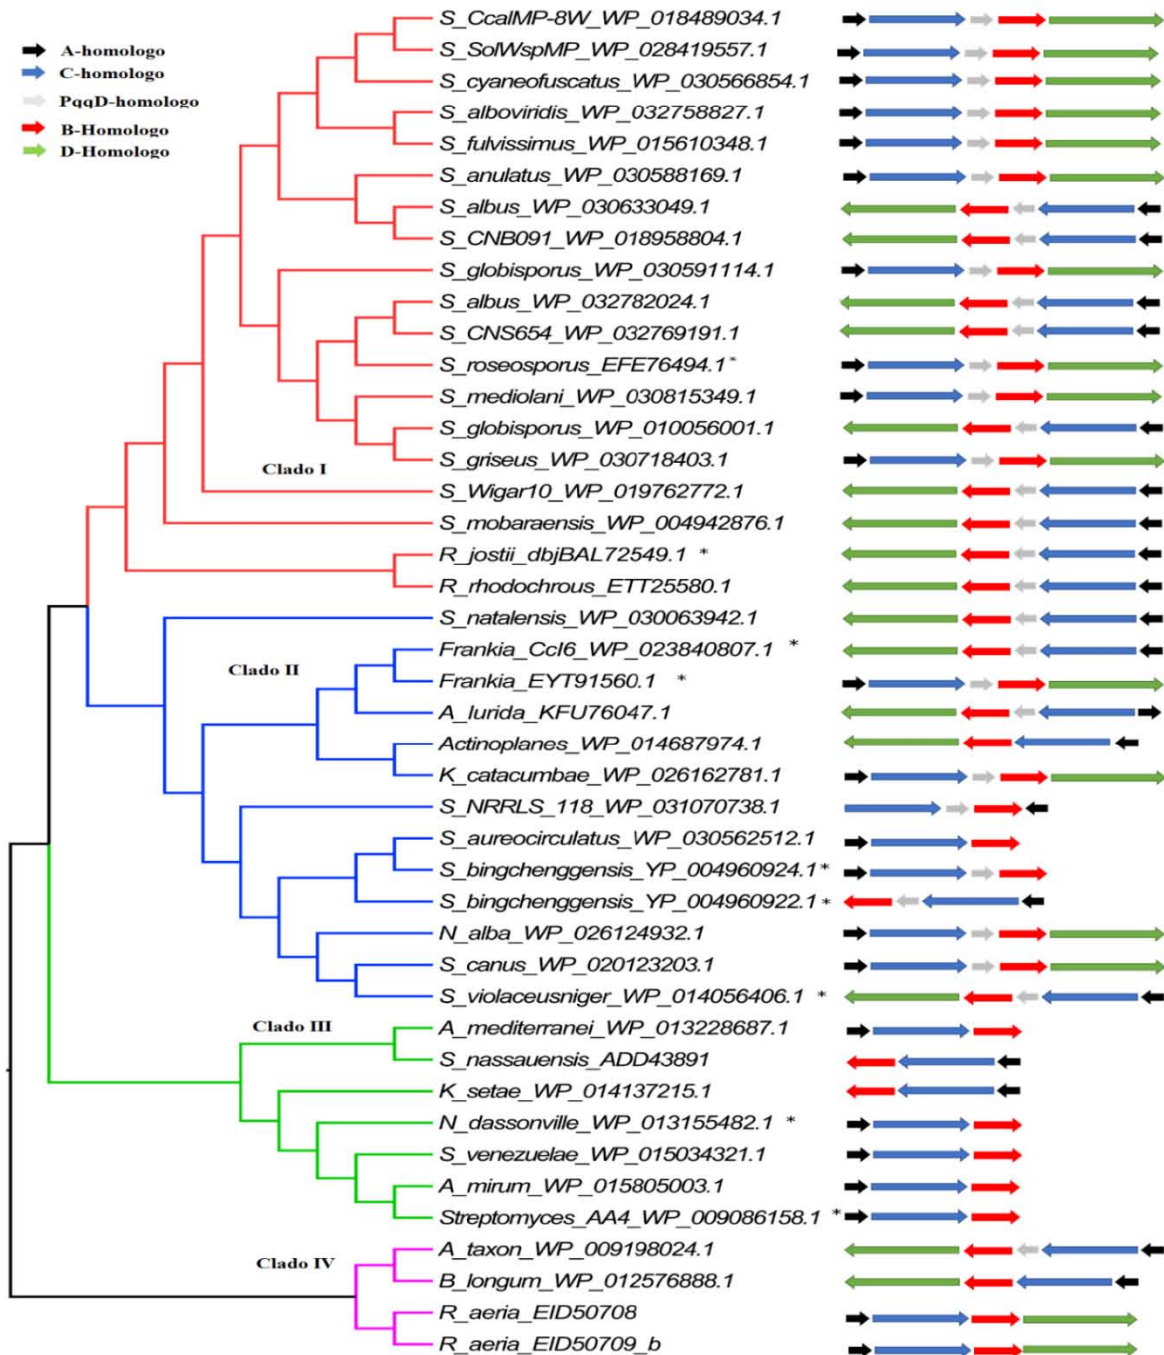 A-homologo
C-homologo
PqqD-homologo
B-Homologo
D-Homologo
S_CcalMP-8W_WP_018489034.1
S_SolWspMP_WP_028419557.1
S_cyaneofuscatus_WP_030566854.1
S_alboviridis_WP_032758827.1
S_fulvissimus_WP_015610348.1
S_anulatus_WP_030588169.1
S_albus_WP_030633049.1
S_CNB091_WP_018958804.1
S_globisporus_WP_030591114.1
S_albus_WP_032782024.1
S_CNS654_WP_032769191.1
S_roseosporus_EFE76494.1*
S_mediolani_WP_030815349.1
S_globisporus_WP_010056001.1
S_griseus_WP_030718403.1
Clado I
S_Wigar10_WP_019762772.1
S_mobaraensis_WP_004942876.1
R_jostii_dbjBAL72549.1 *
R_rhodochrous_ETT25580.1
S_natalensis_WP_030063942.1
Frankia_CcI6_WP_023840807.1 *
Clado II
Frankia_EYT91560.1 *
A_lurida_KFU76047.1
Actinoplanes_WP_014687974.1
K_catacumbae_WP_026162781.1
S_NRRLS_118_WP_031070738.1
S_aureocirculatus_WP_030562512.1
S_bingchenggensis_YP_004960924.1*
S_bingchenggensis_YP_004960922.1*
N_alba_WP_026124932.1
S_canus_WP_020123203.1
S_violaceusniger_WP_014056406.1 *
Clado III
A_mediterranei_WP_013228687.1
S_nassauensis_ADD43891
K_setae_WP_014137215.1
N_dassonville_WP_013155482.1 *
S_venezuelae_WP_015034321.1
A_mirum_WP_015805003.1
Streptomyces_AA4_WP_009086158.1 *
A_taxon_WP_009198024.1
Clado IV
B_longum_WP_012576888.1
R_aeria_EID50708
R_aeria_EID50709_b